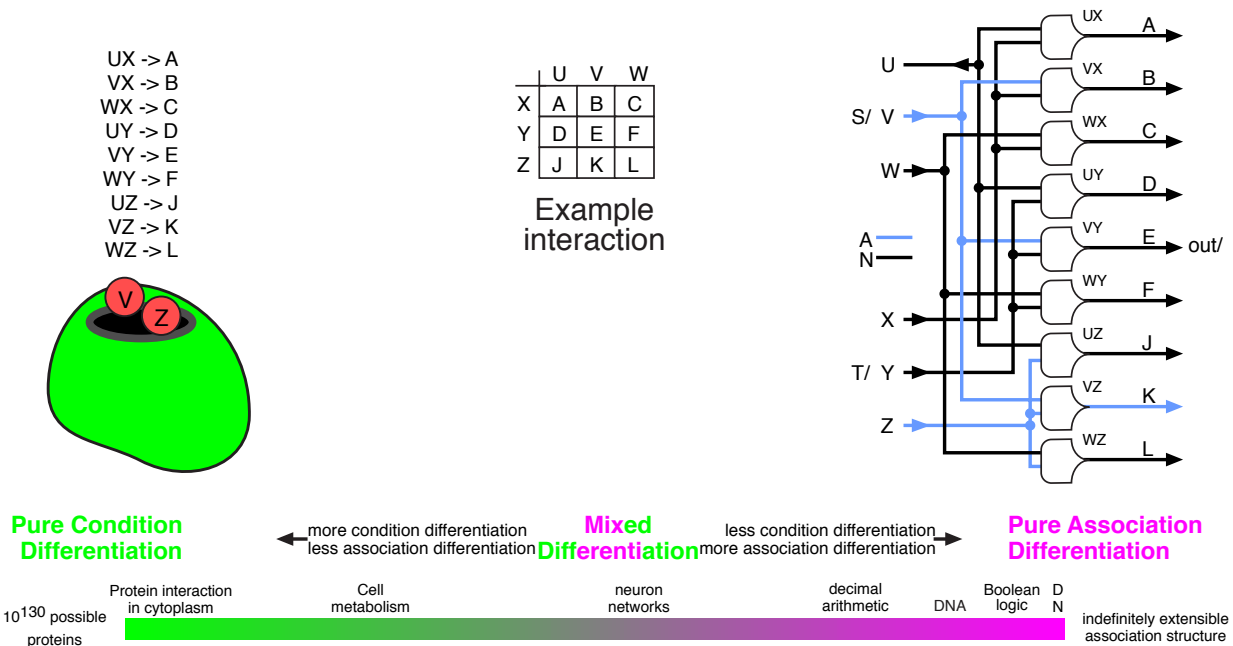 UX -> A
VX -> B
WX -> C
UY -> D
VY -> E
WY -> F
UZ -> J
VZ -> K
WZ -> L
V
Z
U V W
X A B C
Y D E F
Z J K L
Example
interaction
U
S/ V
W
A
N
X
T/ Y
Z
UX A
VX B
WX C
UY D
VY E out/
WY F
UZ J
VZ K
WZ L
Pure Condition
Differentiation
more condition differentiation
less association differentiation
Mixed
Differentiation
less condition differentiation
more association differentiation
Pure Association
Differentiation
10130 possible
proteins
Protein interaction
in cytoplasm
Cell
metabolism
neuron
networks
decimal
arithmetic
DNA
Boolean
logic
D
N
indefinitely extensible
association structure